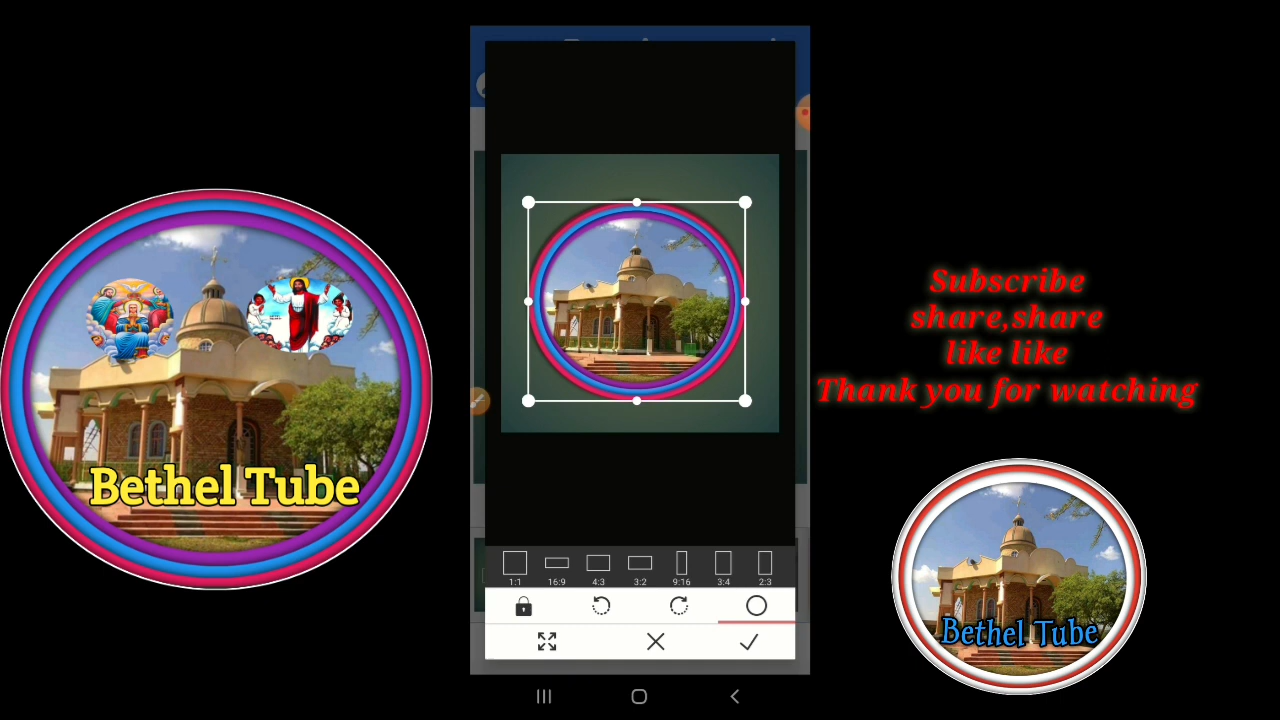 Bethel Tube
1:1
16:9
4:3
3:2
9:16
3:4
2:3
Subscribe
share,share
like like
Thank you for watching
Bethel Tube